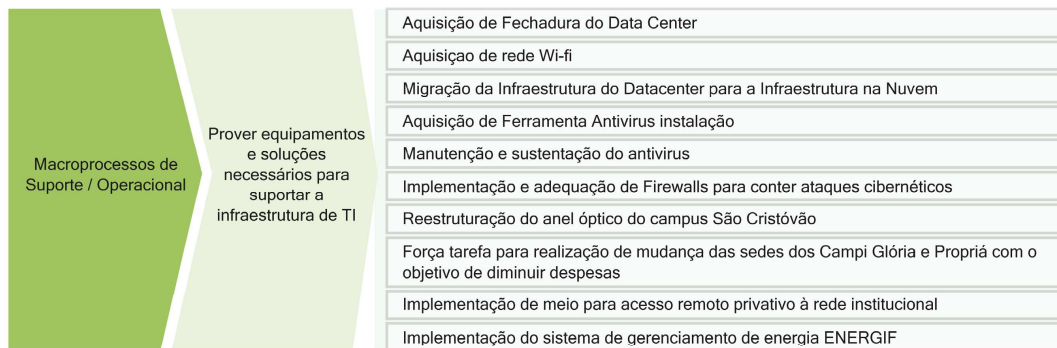 Macroprocessos de
Suporte / Operacional
Prover equipamentos
e soluções
necessários para
suportar a
infraestrutura de TI
Aquisição de Fechadura do Data Center
Aquisiçao de rede Wi-fi
Migração da Infraestrutura do Datacenter para a Infraestrutura na Nuvem
Aquisição de Ferramenta Antivirus instalação
Manutenção e sustentação do antivirus
Implementação e adequação de Firewalls para conter ataques cibernéticos
Reestruturação do anel óptico do campus São Cristóvão
Força tarefa para realização de mudança das sedes dos Campi Glória e Propriá com o
objetivo de diminuir despesas
Implementação de meio para acesso remoto privativo à rede institucional
Implementação do sistema de gerenciamento de energia ENERGIF